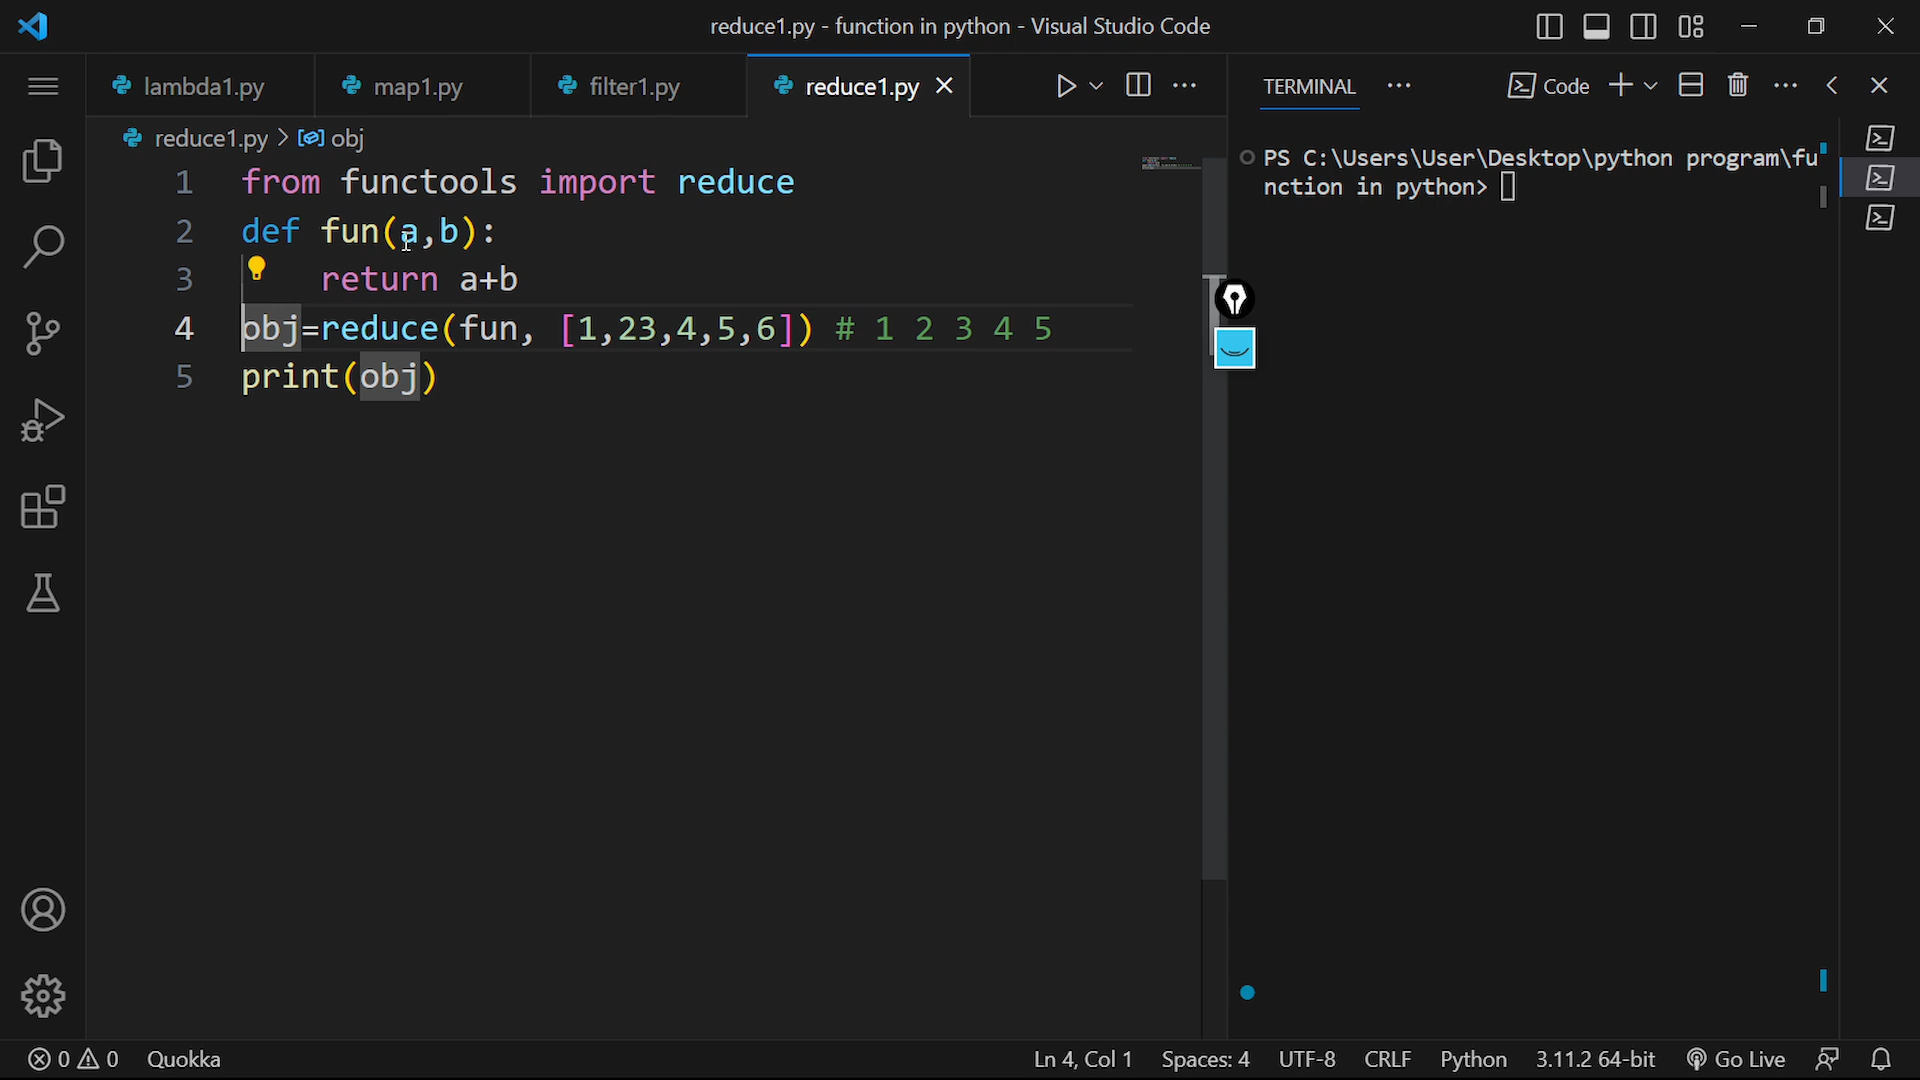 reduce1.py - function in python - Visual Studio Code
lambda1.py
map1.py
filter1.py
reduce1.py
TERMINAL
Code
reduce1.py > obj
1 from functools import reduce
2 def fun(a,b):
3 return a+b
4 obj=reduce(fun, [1,23,4,5,6]) # 1 2 3 4 5
5 print(obj)
PS C:\Users\User\Desktop\python program\fu
nction in python>
0 0 Quokka
Ln 4, Col 1 Spaces: 4 UTF-8 CRLF Python 3.11.2 64-bit Go Live